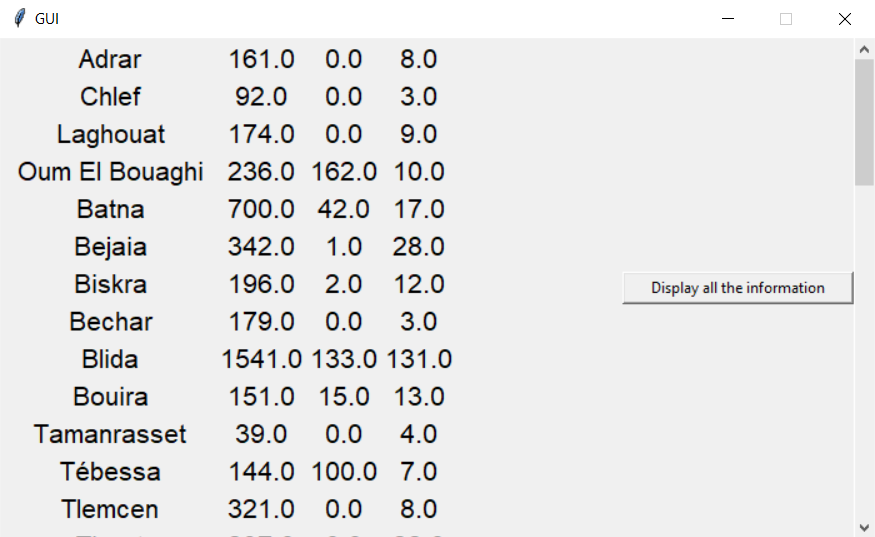 GUI
Adrar 161.0 0.0 8.0
Chlef 92.0 0.0 3.0
Laghouat 174.0 0.0 9.0
Oum El Bouaghi 236.0 162.0 10.0
Batna 700.0 42.0 17.0
Bejaia 342.0 1.0 28.0
Biskra 196.0 2.0 12.0
Display all the information
Bechar 179.0 0.0 3.0
Blida 1541.0 133.0 131.0
Bouira 151.0 15.0 13.0
Tamanrasset 39.0 0.0 4.0
Tébessa 144.0 100.0 7.0
Tlemcen 321.0 0.0 8.0